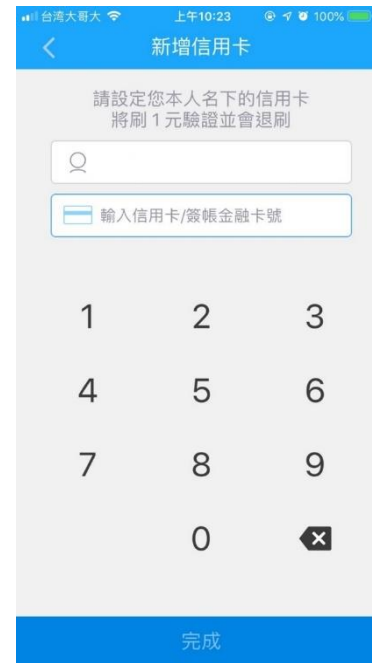 台湾大哥大 上午10:23 100%
新增信用卡
請設定您本人名下的信用卡
將刷1元驗證並會退刷
輸入信用卡/簽帳金融卡號
1 2 3
4 5 6
7 8 9
0
完成